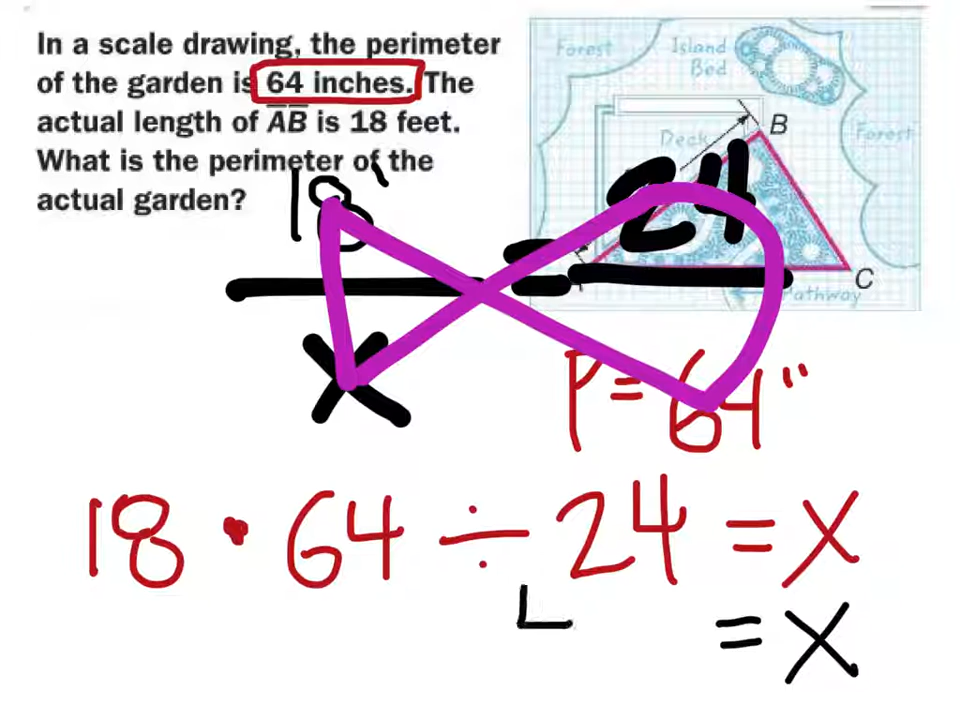 In a scale drawing, the perimeter
of the garden is 64 inches. The
actual length of AB is 18 feet.
What is the perimeter of the
actual garden?
Forest
Island
Bed
Deck
B
Forest
C
Pathway
18' = 24
X
P = 64"
18 • 64 ÷ 24 = X
= X